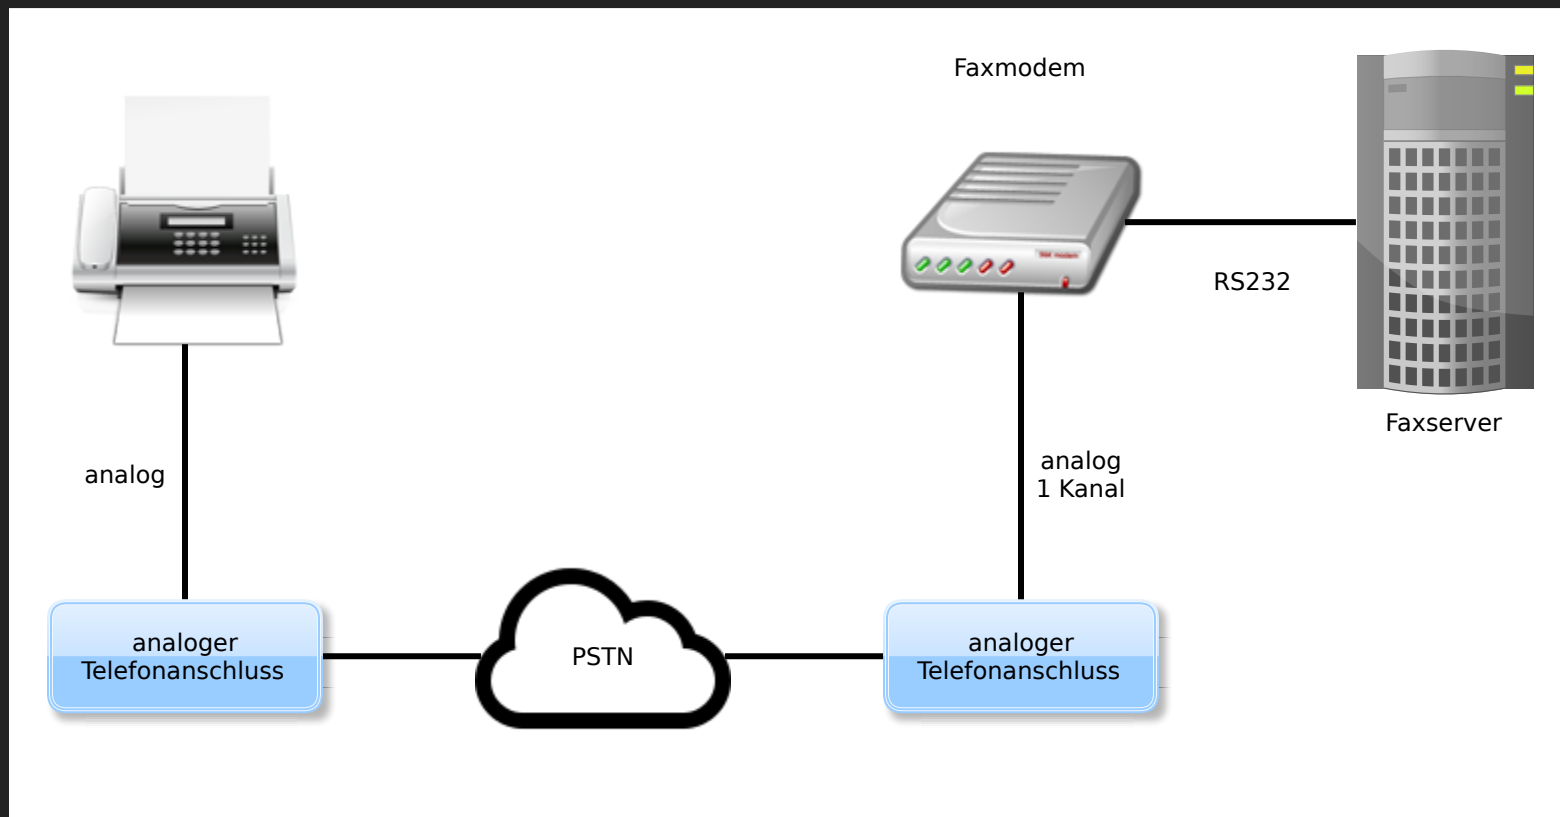 Faxmodem
RS232
Faxserver
analog
analog
1 Kanal
analoger
Telefonanschluss
PSTN
analoger
Telefonanschluss